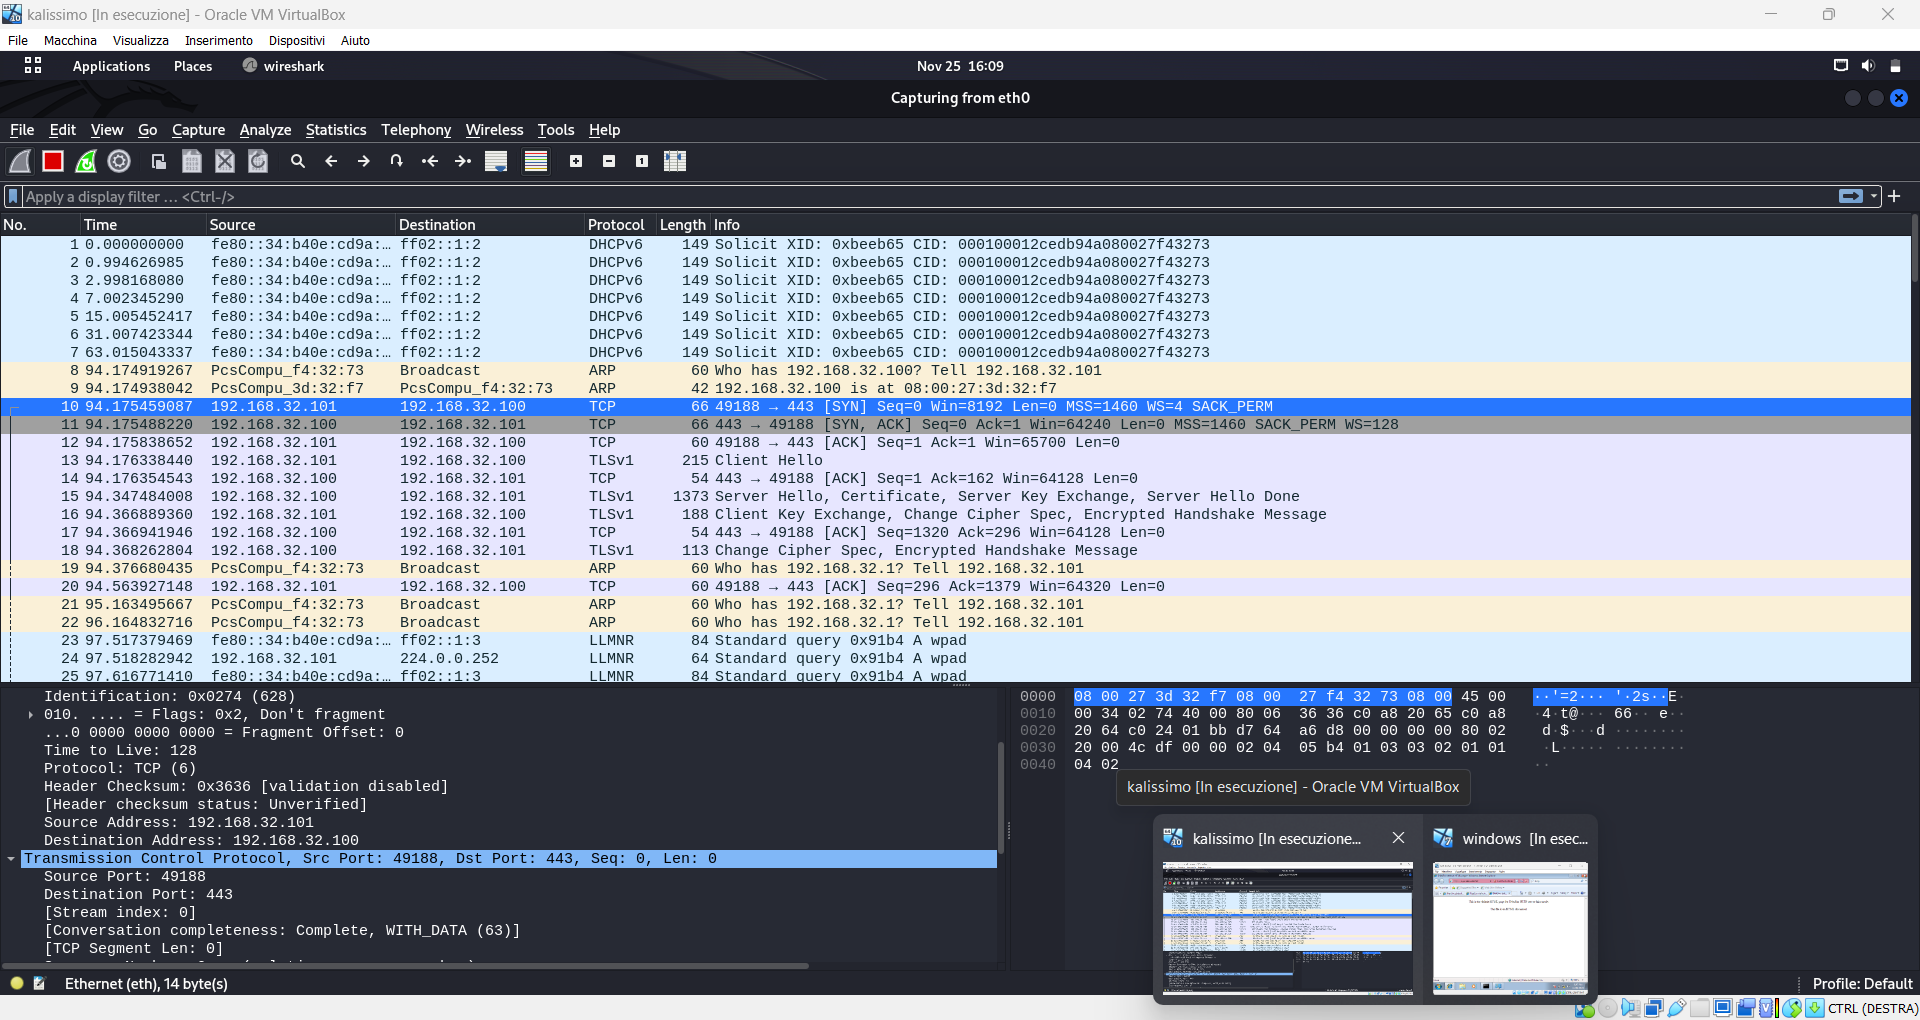 kalissimo [In esecuzione] - Oracle VM VirtualBox
File Macchina Visualizza Inserimento Dispositivi Aiuto
Applications Places wireshark Nov 25 16:09
Capturing from eth0
File Edit View Go Capture Analyze Statistics Telephony Wireless Tools Help
Apply a display filter … <Ctrl-/>
No. Time Source Destination Protocol Length Info
1 0.000000000 fe80::34:b40e:cd9a:… ff02::1:2 DHCPv6 149 Solicit XID: 0xbeeb65 CID: 000100012cedb94a080027f43273
2 0.994626985 fe80::34:b40e:cd9a:… ff02::1:2 DHCPv6 149 Solicit XID: 0xbeeb65 CID: 000100012cedb94a080027f43273
3 2.998168080 fe80::34:b40e:cd9a:… ff02::1:2 DHCPv6 149 Solicit XID: 0xbeeb65 CID: 000100012cedb94a080027f43273
4 7.002345290 fe80::34:b40e:cd9a:… ff02::1:2 DHCPv6 149 Solicit XID: 0xbeeb65 CID: 000100012cedb94a080027f43273
5 15.005452417 fe80::34:b40e:cd9a:… ff02::1:2 DHCPv6 149 Solicit XID: 0xbeeb65 CID: 000100012cedb94a080027f43273
6 31.007423344 fe80::34:b40e:cd9a:… ff02::1:2 DHCPv6 149 Solicit XID: 0xbeeb65 CID: 000100012cedb94a080027f43273
7 63.015043337 fe80::34:b40e:cd9a:… ff02::1:2 DHCPv6 149 Solicit XID: 0xbeeb65 CID: 000100012cedb94a080027f43273
8 94.174919267 PcsCompu_f4:32:73 Broadcast ARP 60 Who has 192.168.32.100? Tell 192.168.32.101
9 94.174938042 PcsCompu_3d:32:f7 PcsCompu_f4:32:73 ARP 42 192.168.32.100 is at 08:00:27:3d:32:f7
10 94.175459087 192.168.32.101 192.168.32.100 TCP 66 49188 → 443 [SYN] Seq=0 Win=8192 Len=0 MSS=1460 WS=4 SACK_PERM
11 94.175488220 192.168.32.100 192.168.32.101 TCP 66 443 → 49188 [SYN, ACK] Seq=0 Ack=1 Win=64240 Len=0 MSS=1460 SACK_PERM WS=128
12 94.175838652 192.168.32.101 192.168.32.100 TCP 60 49188 → 443 [ACK] Seq=1 Ack=1 Win=65700 Len=0
13 94.176338440 192.168.32.101 192.168.32.100 TLSv1 215 Client Hello
14 94.176354543 192.168.32.100 192.168.32.101 TCP 54 443 → 49188 [ACK] Seq=1 Ack=162 Win=64128 Len=0
15 94.347484008 192.168.32.100 192.168.32.101 TLSv1 1373 Server Hello, Certificate, Server Key Exchange, Server Hello Done
16 94.366889360 192.168.32.101 192.168.32.100 TLSv1 188 Client Key Exchange, Change Cipher Spec, Encrypted Handshake Message
17 94.366941946 192.168.32.100 192.168.32.101 TCP 54 443 → 49188 [ACK] Seq=1320 Ack=296 Win=64128 Len=0
18 94.368262804 192.168.32.100 192.168.32.101 TLSv1 113 Change Cipher Spec, Encrypted Handshake Message
19 94.376680435 PcsCompu_f4:32:73 Broadcast ARP 60 Who has 192.168.32.1? Tell 192.168.32.101
20 94.563927148 192.168.32.101 192.168.32.100 TCP 60 49188 → 443 [ACK] Seq=296 Ack=1379 Win=64320 Len=0
21 95.163495667 PcsCompu_f4:32:73 Broadcast ARP 60 Who has 192.168.32.1? Tell 192.168.32.101
22 96.164832716 PcsCompu_f4:32:73 Broadcast ARP 60 Who has 192.168.32.1? Tell 192.168.32.101
23 97.517379469 fe80::34:b40e:cd9a:… ff02::1:3 LLMNR 84 Standard query 0x91b4 A wpad
24 97.518282942 192.168.32.101 224.0.0.252 LLMNR 64 Standard query 0x91b4 A wpad
25 97.616771410 fe80::34:b40e:cd9a:… ff02::1:3 LLMNR 84 Standard query 0x91b4 A wpad
Identification: 0x0274 (628)
010. .... = Flags: 0x2, Don't fragment
...0 0000 0000 0000 = Fragment Offset: 0
Time to Live: 128
Protocol: TCP (6)
Header Checksum: 0x3636 [validation disabled]
[Header checksum status: Unverified]
Source Address: 192.168.32.101
Destination Address: 192.168.32.100
Transmission Control Protocol, Src Port: 49188, Dst Port: 443, Seq: 0, Len: 0
Source Port: 49188
Destination Port: 443
[Stream index: 0]
[Conversation completeness: Complete, WITH_DATA (63)]
[TCP Segment Len: 0]
0000 08 00 27 3d 32 f7 08 00 27 f4 32 73 08 00 45 00 ··'=2··· '·2s··E·
0010 00 34 02 74 40 00 80 06 36 36 c0 a8 20 65 c0 a8 ·4·t@··· 66·· e··
0020 20 64 c0 24 01 bb d7 64 a6 d8 00 00 00 00 80 02 d·$···d ········
0030 20 00 4c df 00 00 02 04 05 b4 01 03 03 02 01 01 ·L····· ········
0040 04 02 ··
kalissimo [In esecuzione] - Oracle VM VirtualBox
kalissimo [In esecuzione...
windows [In esec...
Ethernet (eth), 14 byte(s)
Profile: Default
CTRL (DESTRA)